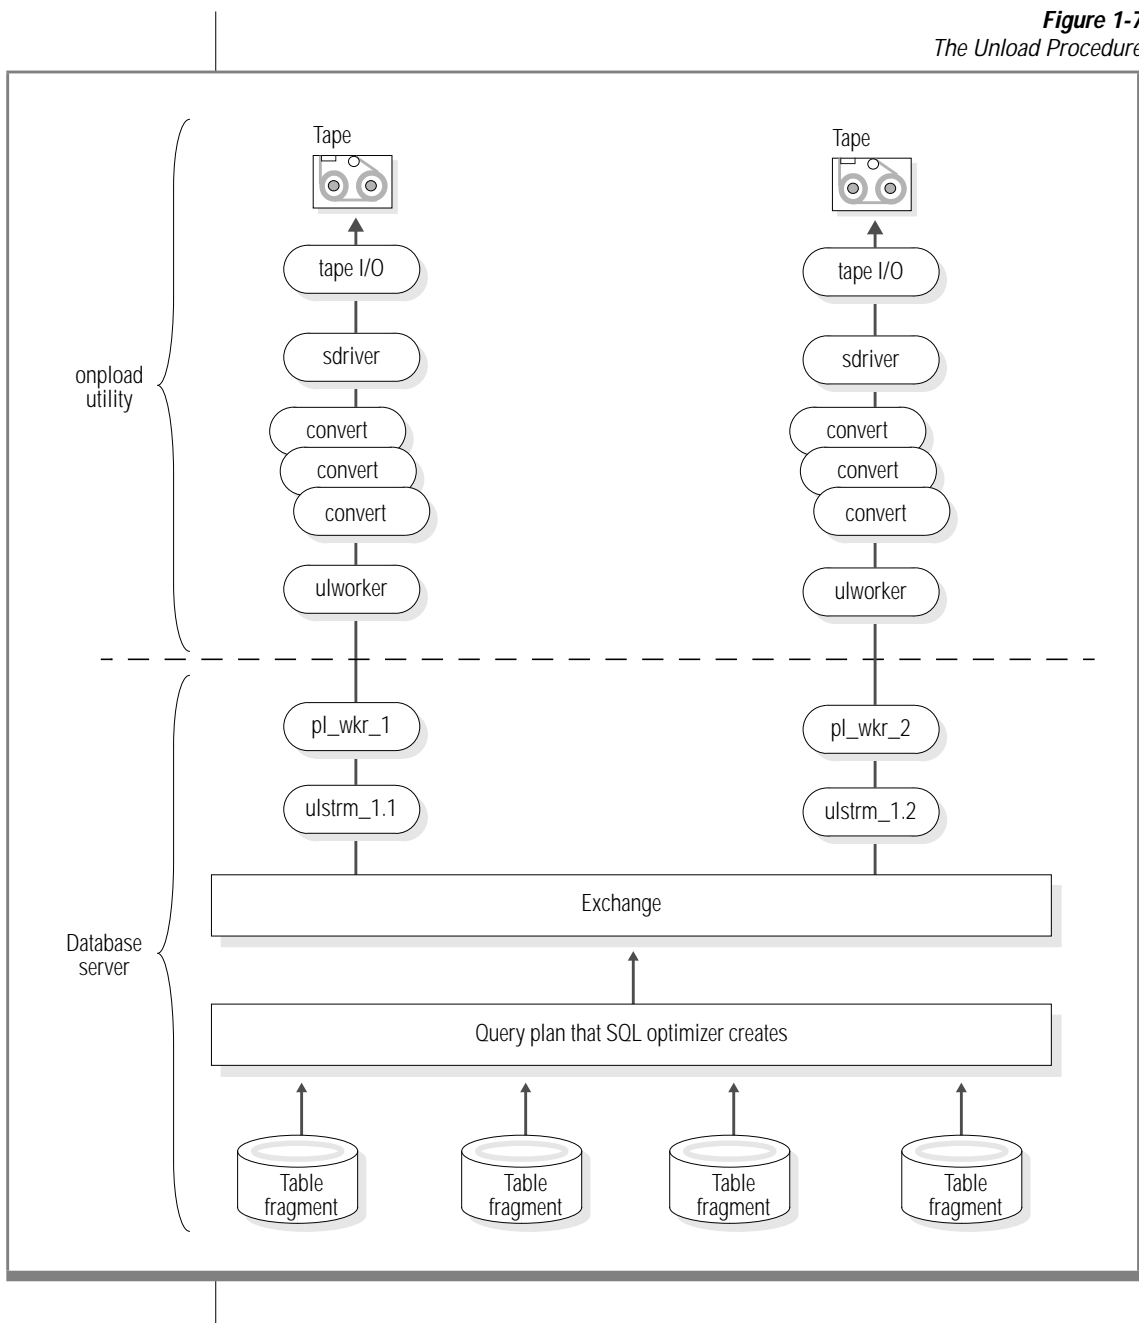 Figure 1-7
The Unload Procedure
Tape
Tape
tape I/O
tape I/O
sdriver
sdriver
onpload
utility
convert
convert
convert
convert
convert
convert
ulworker
ulworker
pl_wkr_1
pl_wkr_2
ulstrm_1.1
ulstrm_1.2
Exchange
Database
server
Query plan that SQL optimizer creates
Table
fragment
Table
fragment
Table
fragment
Table
fragment